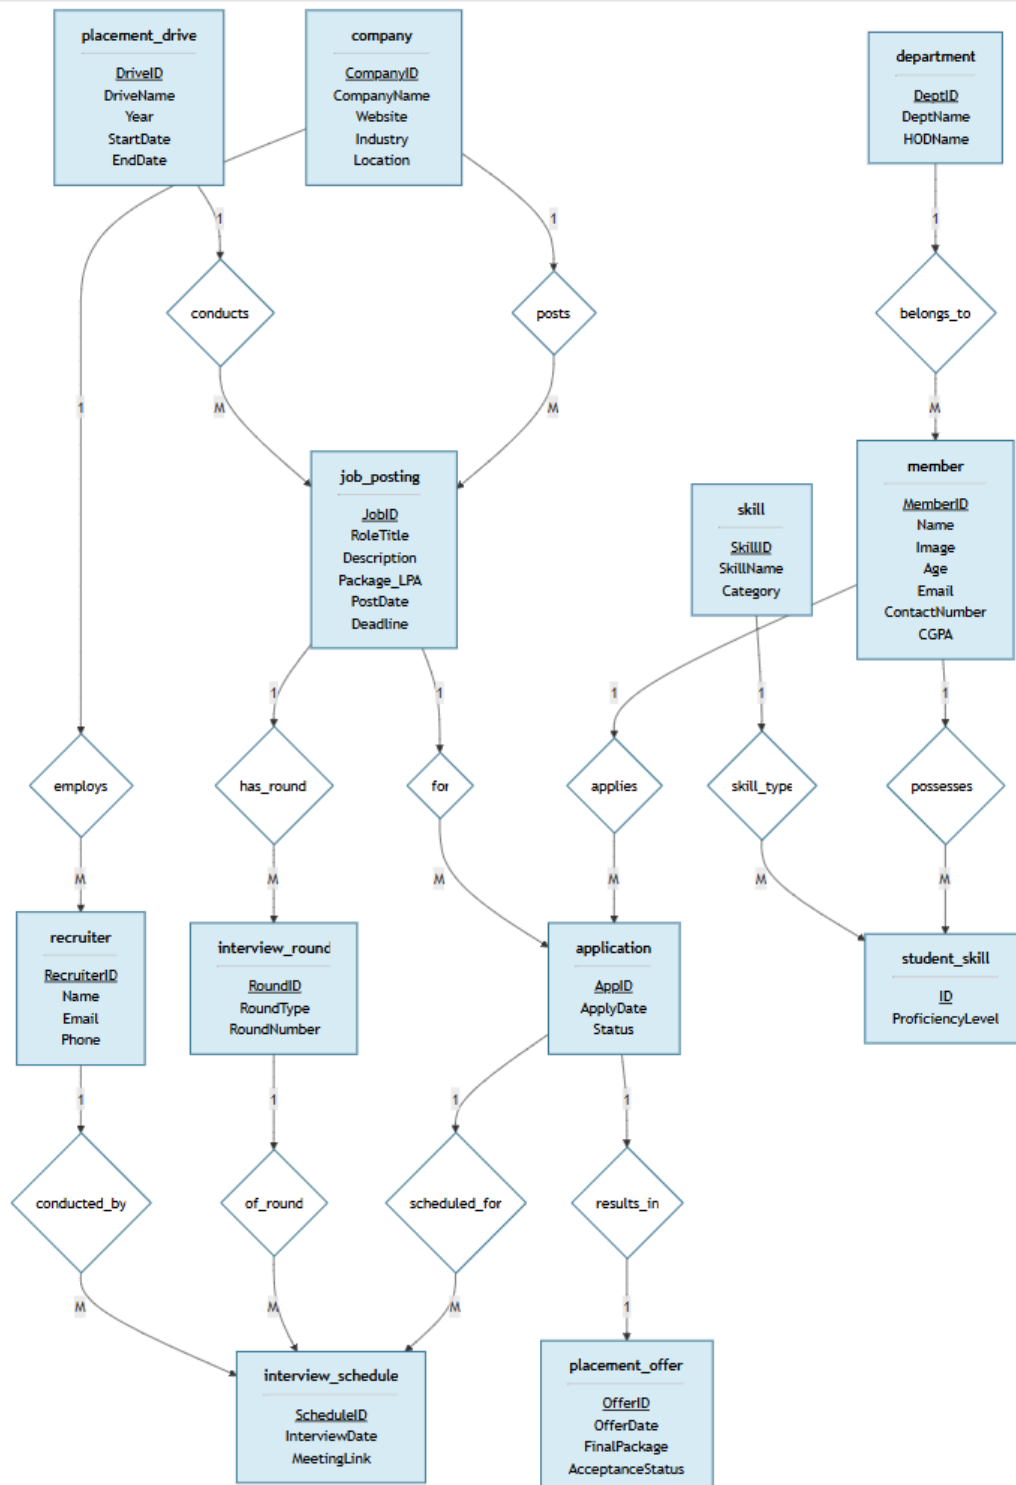 placement_drive
DriveID
DriveName
Year
StartDate
EndDate
company
CompanyID
CompanyName
Website
Industry
Location
department
DeptID
DeptName
HODName
1
1
1
conducts
posts
belongs_to
1
M
M
M
job_posting
JobID
RoleTitle
Description
Package_LPA
PostDate
Deadline
skill
SkillID
SkillName
Category
member
MemberID
Name
Image
Age
Email
ContactNumber
CGPA
1
1
1
1
1
employs
has_round
for
applies
skill_type
possesses
M
M
M
M
M
M
recruiter
RecruiterID
Name
Email
Phone
interview_round
RoundID
RoundType
RoundNumber
application
AppID
ApplyDate
Status
student_skill
ID
ProficiencyLevel
1
1
1
1
conducted_by
of_round
scheduled_for
results_in
M
M
M
1
interview_schedule
ScheduleID
InterviewDate
MeetingLink
placement_offer
OfferID
OfferDate
FinalPackage
AcceptanceStatus